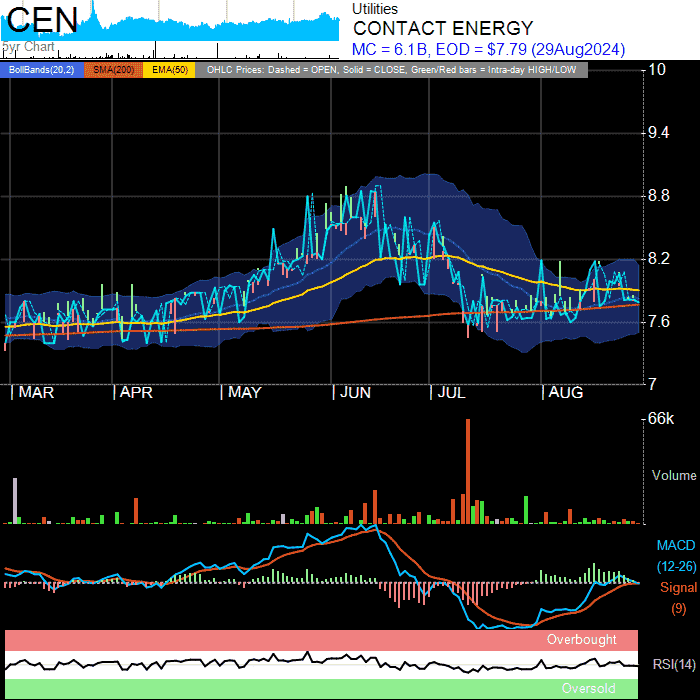 CEN
5yr Chart
Utilities
CONTACT ENERGY
MC = 6.1B, EOD = $7.79 (29Aug2024)
BollBands(20,2) SMA(200) EMA(50) OHLC Prices: Dashed = OPEN, Solid = CLOSE, Green/Red bars = Intra-day HIGH/LOW
10
9.4
8.8
8.2
7.6
7
MAR APR MAY JUN JUL AUG
66k
Volume
MACD
(12-26)
Signal
(9)
Overbought
RSI(14)
Oversold